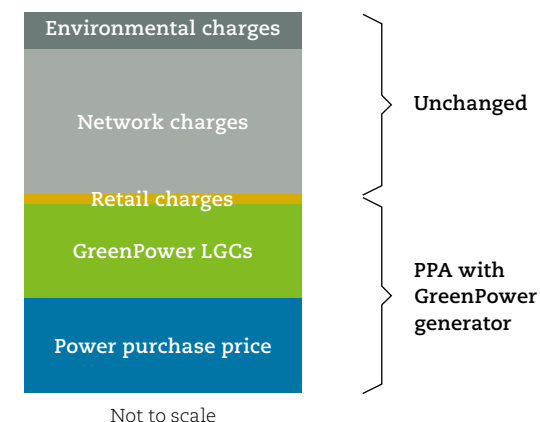 Environmental charges
Network charges
Unchanged
Retail charges
GreenPower LGCs
PPA with
GreenPower
generator
Power purchase price
Not to scale